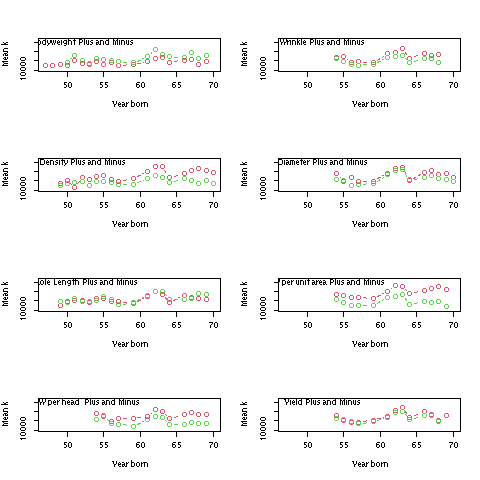 odyweight Plus and Minus
Mean k
10000
50 55 60 65 70
Year born
Wrinkle Plus and Minus
Mean k
10000
50 55 60 65 70
Year born
Density Plus and Minus
Mean k
10000
50 55 60 65 70
Year born
Diameter Plus and Minus
Mean k
10000
50 55 60 65 70
Year born
ple Length Plus and Minus
Mean k
10000
50 55 60 65 70
Year born
per unit area Plus and Minus
Mean k
10000
50 55 60 65 70
Year born
W per head Plus and Minus
Mean k
10000
50 55 60 65 70
Year born
Yield Plus and Minus
Mean k
10000
50 55 60 65 70
Year born